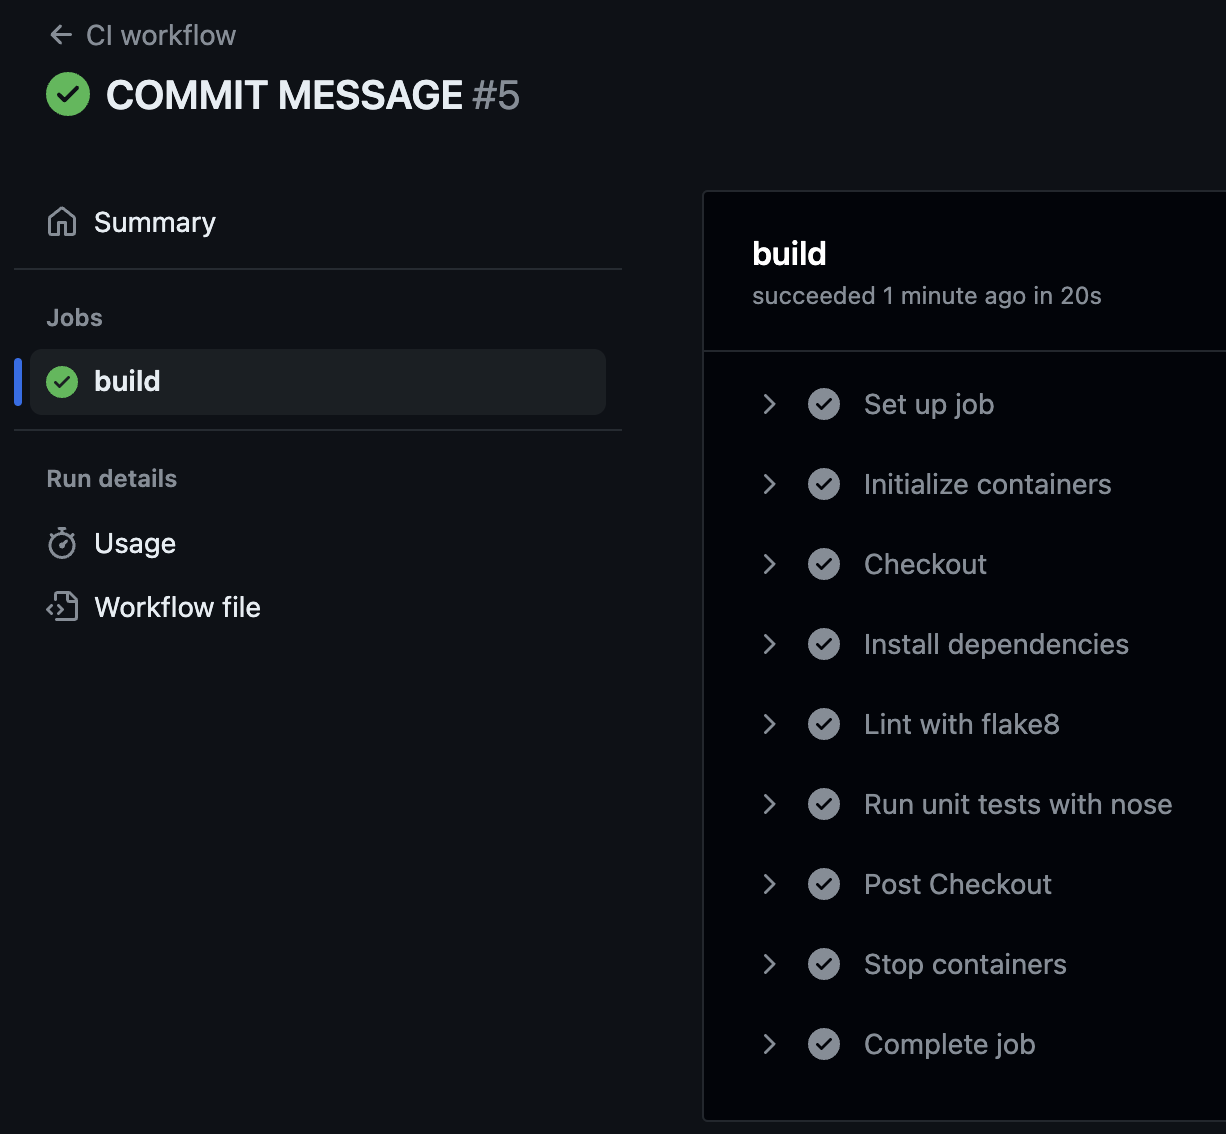 CI workflow
COMMIT MESSAGE #5
Summary
Jobs
build
Run details
Usage
Workflow file
build
succeeded 1 minute ago in 20s
Set up job
Initialize containers
Checkout
Install dependencies
Lint with flake8
Run unit tests with nose
Post Checkout
Stop containers
Complete job